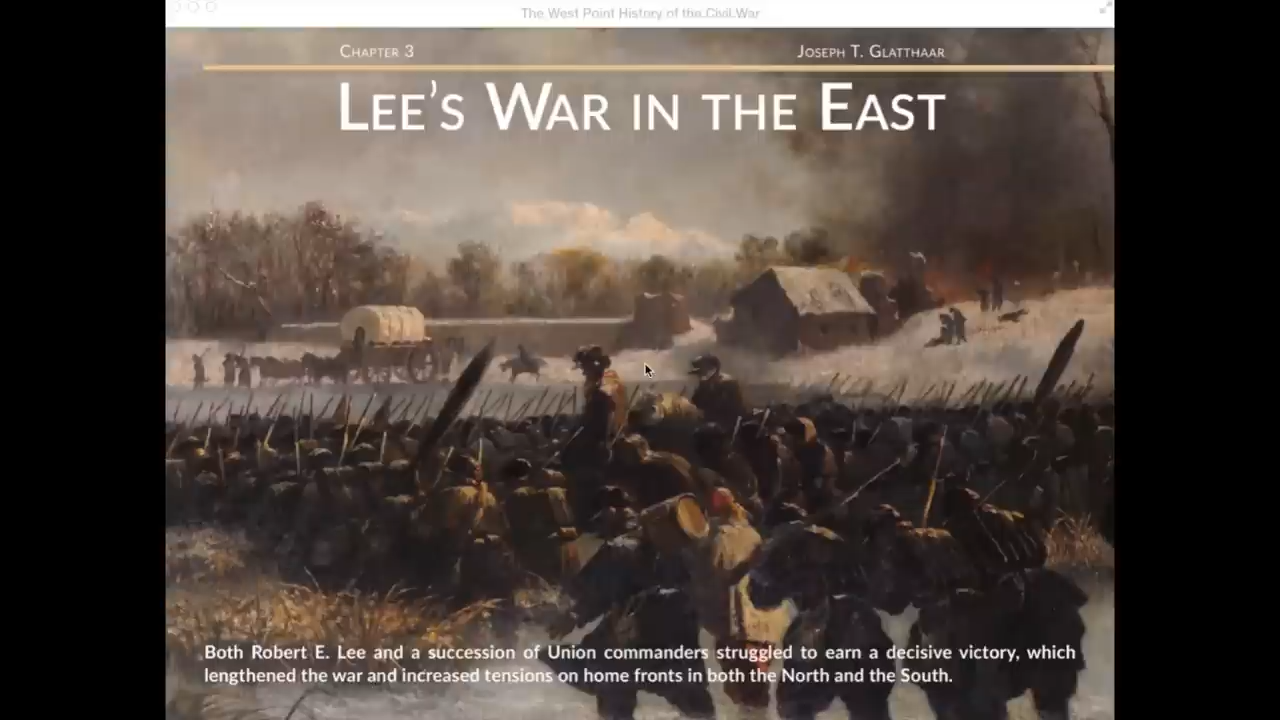 The West Point History of the Civil War
Chapter 3
Joseph T. Glatthaar
Lee's War in the East
Both Robert E. Lee and a succession of Union commanders struggled to earn a decisive victory, which
lengthened the war and increased tensions on home fronts in both the North and the South.